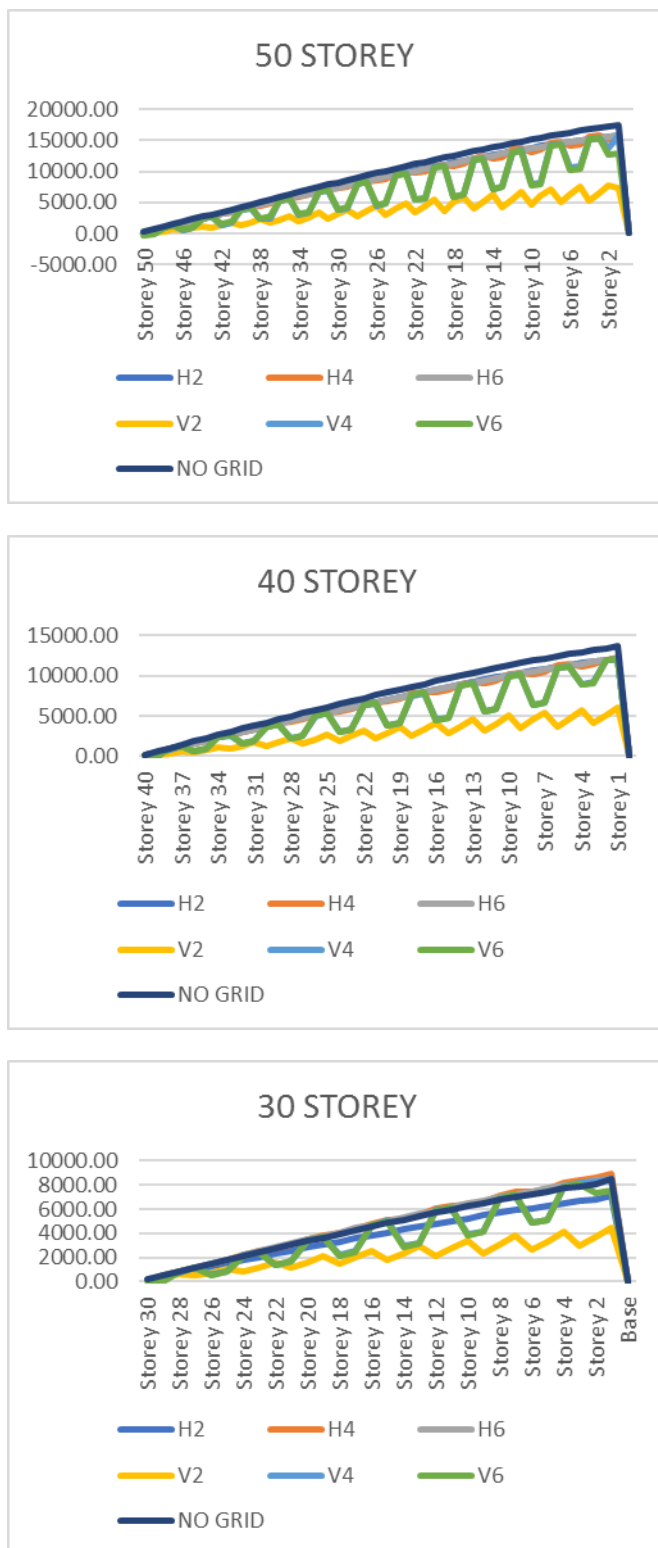 50 STOREY
20000.00
15000.00
10000.00
5000.00
0.00
-5000.00
Storey 50
Storey 46
Storey 42
Storey 38
Storey 34
Storey 30
Storey 26
Storey 22
Storey 18
Storey 14
Storey 10
Storey 6
Storey 2
H2 H4 H6
V2 V4 V6
NO GRID
40 STOREY
15000.00
10000.00
5000.00
0.00
Storey 40
Storey 37
Storey 34
Storey 31
Storey 28
Storey 25
Storey 22
Storey 19
Storey 16
Storey 13
Storey 10
Storey 7
Storey 4
Storey 1
H2 H4 H6
V2 V4 V6
NO GRID
30 STOREY
10000.00
8000.00
6000.00
4000.00
2000.00
0.00
Storey 30
Storey 28
Storey 26
Storey 24
Storey 22
Storey 20
Storey 18
Storey 16
Storey 14
Storey 12
Storey 10
Storey 8
Storey 6
Storey 4
Storey 2
Base
H2 H4 H6
V2 V4 V6
NO GRID